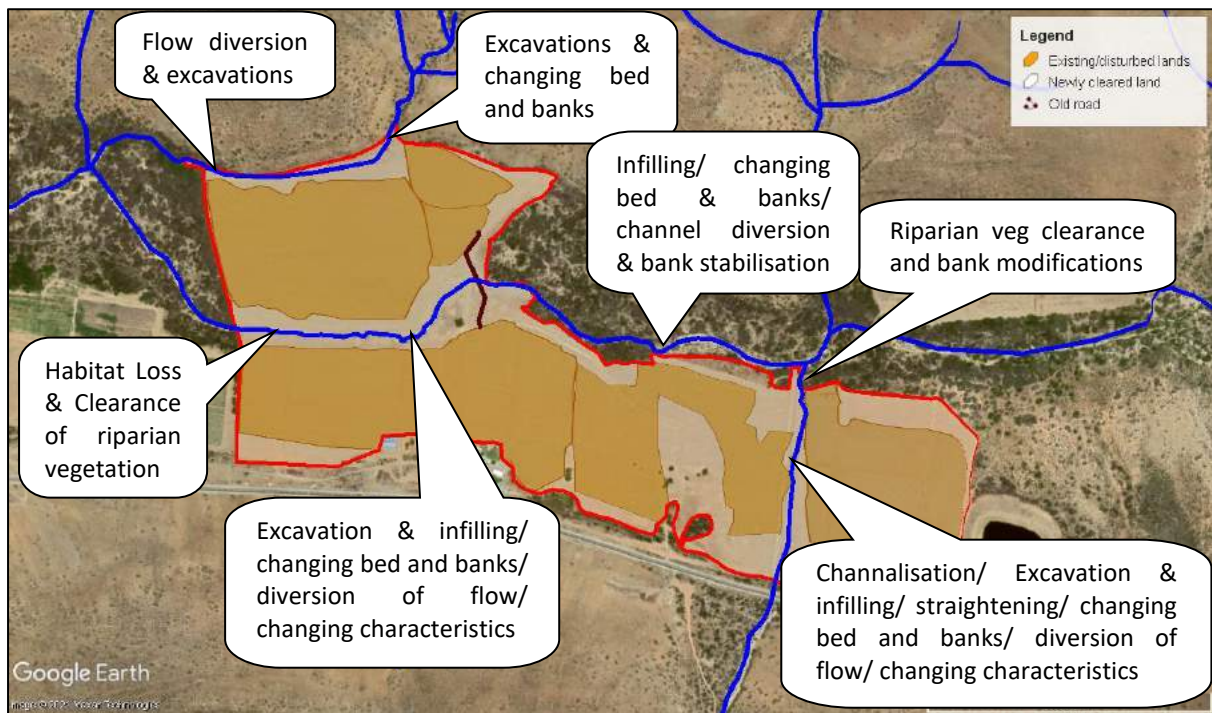 Flow diversion
& excavations
Excavations &
changing bed
and banks
Legend
Existing/disturbed lands
Newly cleared land
Old road
Infilling/ changing
bed & banks/
channel diversion
& bank stabilisation
Riparian veg clearance
and bank modifications
Habitat Loss
& Clearance
of riparian
vegetation
Excavation & infilling/
changing bed and banks/
diversion of flow/
changing characteristics
Channalisation/ Excavation &
infilling/ straightening/ changing
bed and banks/ diversion of
flow/ changing characteristics
Google Earth
Technologies